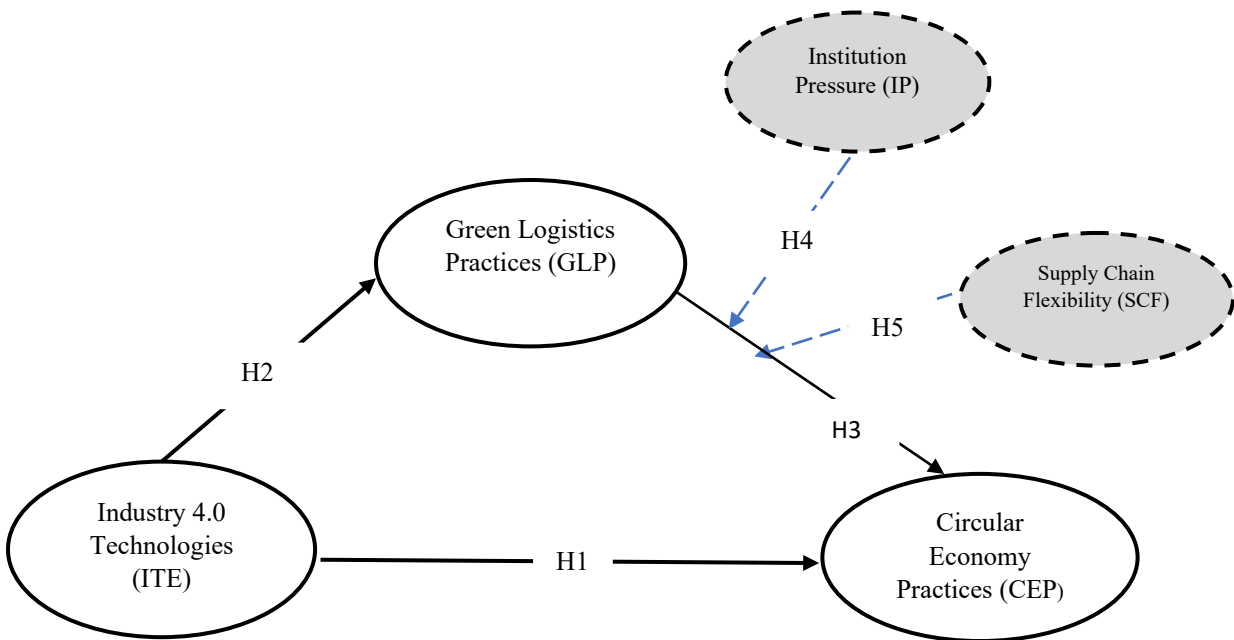 Institution
Pressure (IP)
Green Logistics
Practices (GLP)
H4
Supply Chain
Flexibility (SCF)
H5
H2
H3
Industry 4.0
Technologies
(ITE)
H1
Circular
Economy
Practices (CEP)